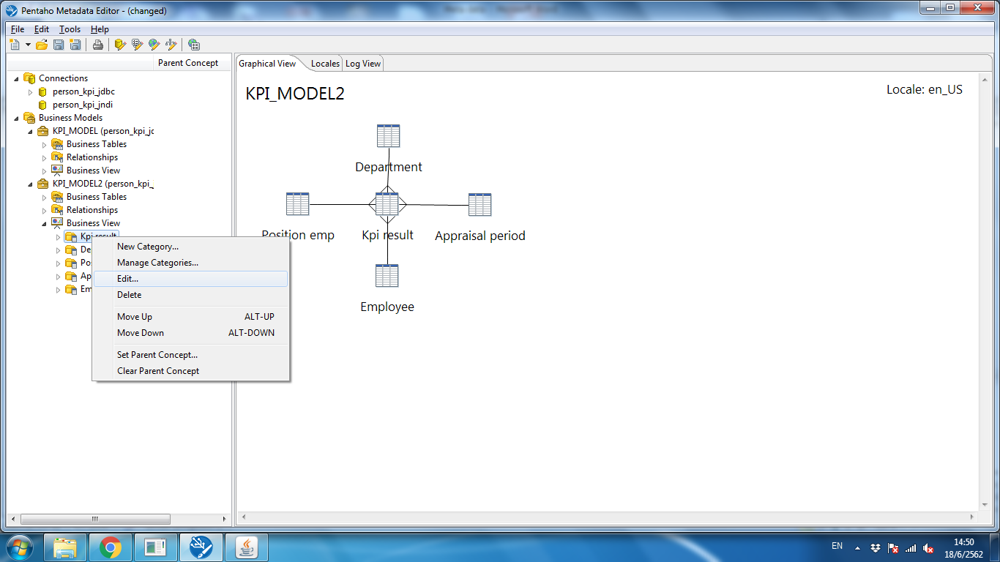 Pentaho Metadata Editor - (changed)
File Edit Tools Help
Parent Concept
Connections
person_kpi_jdbc
person_kpi_jndi
Business Models
KPI_MODEL (person_kpi_jc
Business Tables
Relationships
Business View
KPI_MODEL2 (person_kpi_
Business Tables
Relationships
Business View
Kpi result
De
Po
Ap
Em
New Category...
Manage Categories...
Edit...
Delete
Move Up ALT-UP
Move Down ALT-DOWN
Set Parent Concept...
Clear Parent Concept
Graphical View Locales Log View
KPI_MODEL2
Locale: en_US
Department
Position emp Kpi result Appraisal period
Employee
EN
14:50
18/6/2562